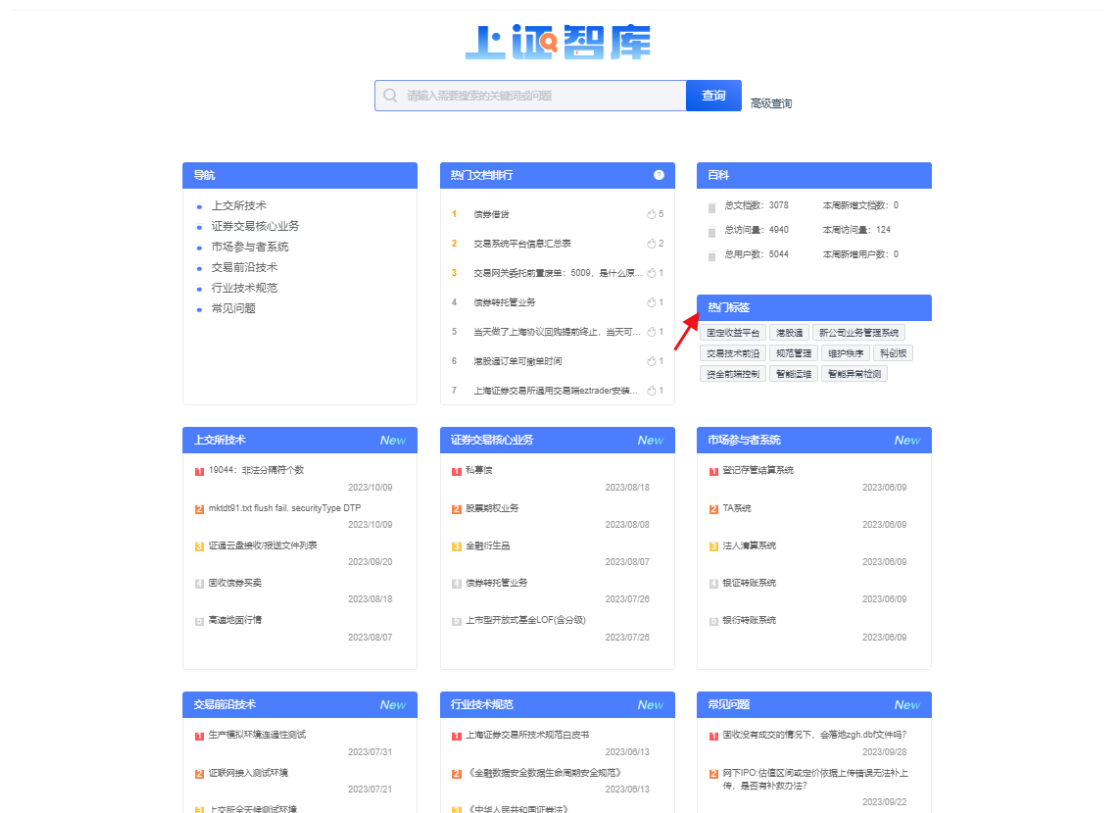 上证智库
请输入需要搜索的关键词或问题
查询
高级查询
导航
上交所技术
证券交易核心业务
市场参与者系统
交易前沿技术
行业技术规范
常见问题
热门文档排行 ?
1 债券借贷 5
2 交易系统平台信息汇总表 2
3 交易网关委托前置废单：5009，是什么原... 1
4 债券转托管业务 1
5 当天做了上海协议回购提前终止，当天可... 1
6 港股通订单可撤单时间 1
7 上海证券交易所通用交易端eztrader安装... 1
百科
总文档数：3078 本周新增文档数：0
总访问量：4940 本周访问量：124
总用户数：5044 本周新增用户数：0
热门标签
固定收益平台 港股通 新公司业务管理系统
交易技术前沿 规范管理 维护秩序 科创板
资金前端控制 智能运维 智能异常检测
上交所技术 New
1 19044：非法分隔符个数
2023/10/09
2 mktdt91.txt flush fail. securityType DTP
2023/10/09
3 证通云盘接收/报送文件列表
2023/09/20
4 固收债券买卖
2023/08/18
5 高速地面行情
2023/08/07
证券交易核心业务 New
1 私募债
2023/08/18
2 股票期权业务
2023/08/08
3 金融衍生品
2023/08/07
4 债券转托管业务
2023/07/26
5 上市型开放式基金LOF(含分级)
2023/07/26
市场参与者系统 New
1 登记存管结算系统
2023/06/09
2 TA系统
2023/06/09
3 法人清算系统
2023/06/09
4 银证转账系统
2023/06/09
5 银衍转账系统
2023/06/09
交易前沿技术 New
1 生产模拟环境连通性测试
2023/07/31
2 证联网接入测试环境
2023/07/21
3 上交所全天候测试环境
行业技术规范 New
1 上海证券交易所技术规范白皮书
2023/06/13
2 《金融数据安全数据生命周期安全规范》
2023/06/13
3 《中华人民共和国证券法》
常见问题 New
1 固收没有成交的情况下，会落地zgh.dbf文件吗?
2023/09/28
2 网下IPO:估值区间或定价依据上传错误无法补上
传，是否有补救办法?
2023/09/22